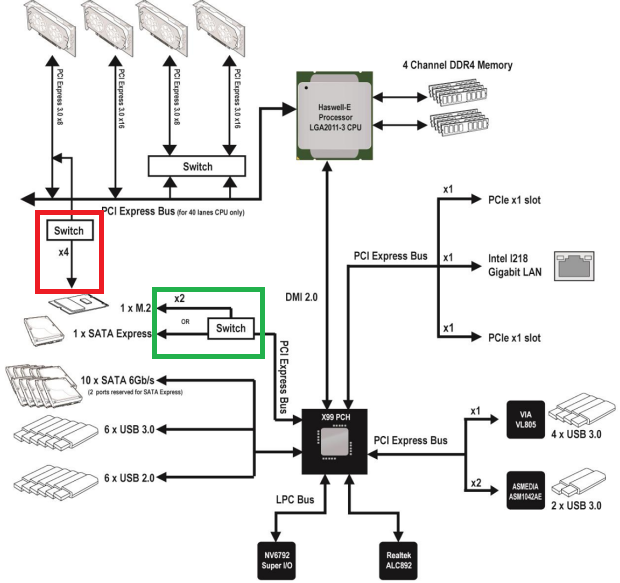 PCI Express 3.0 x8
PCI Express 3.0 x16
PCI Express 3.0 x8
PCI Express 3.0 x16
4 Channel DDR4 Memory
Haswell-E
Processor
LGA2011-3 CPU
Switch
PCI Express Bus (for 40 lanes CPU only)
Switch
x4
x1
PCIe x1 slot
PCI Express Bus
x1
Intel I218
Gigabit LAN
x1
PCIe x1 slot
DMI 2.0
1 x M.2
x2
OR
Switch
1 x SATA Express
PCI Express Bus
10 x SATA 6Gb/s
(2 ports reserved for SATA Express)
6 x USB 3.0
6 x USB 2.0
X99 PCH
PCI Express Bus
x1
VIA
VL805
4 x USB 3.0
x2
ASMEDIA
ASM1042AE
2 x USB 3.0
LPC Bus
NV6792
Super I/O
Realtek
ALC892